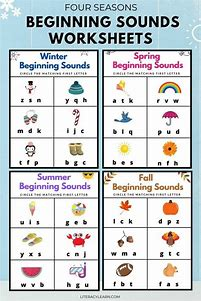 FOUR SEASONS
BEGINNING SOUNDS
WORKSHEETS
Winter
Beginning Sounds
CIRCLE THE MATCHING FIRST LETTER
z s n
y q h
m d k
i j c
t g p
r v l
Spring
Beginning Sounds
CIRCLE THE MATCHING FIRST LETTER
a t k
r v w
b l q
p u d
b e s
n f h
Summer
Beginning Sounds
CIRCLE THE MATCHING FIRST LETTER
u i s
g e b
y x s
c n d
w v b
h g u
Fall
Beginning Sounds
CIRCLE THE MATCHING FIRST LETTER
l c k
d p z
g w a
g m t
f b t
f a s
LITERACYLEARN.COM